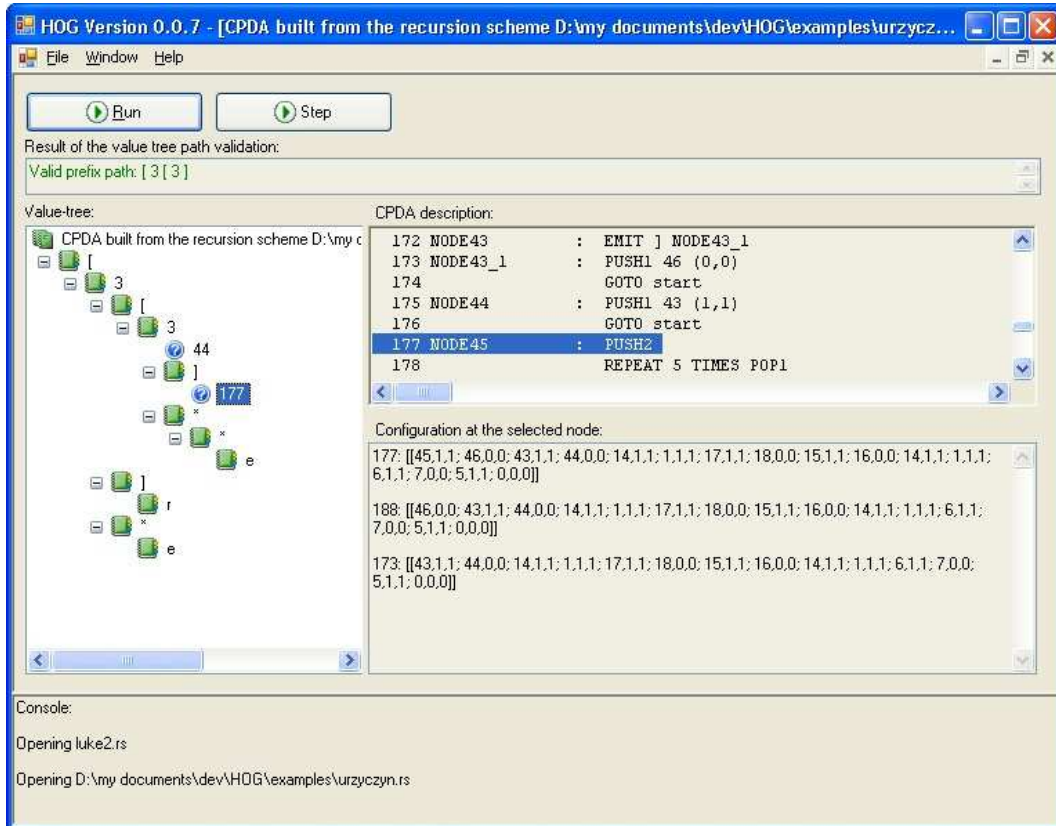 HOG Version 0.0.7 - [CPDA built from the recursion scheme D:\my documents\dev\HOG\examples\urzycz...
File Window Help
Run Step
Result of the value tree path validation:
Valid prefix path: [ 3 [ 3 ]
Value-tree:
CPDA built from the recursion scheme D:\my c
[
3
[
3
44
]
177
*
*
e
]
r
*
e
CPDA description:
172 NODE43 : EMIT ] NODE43_1
173 NODE43_1 : PUSH1 46 (0,0)
174 GOTO start
175 NODE44 : PUSH1 43 (1,1)
176 GOTO start
177 NODE45 : PUSH2
178 REPEAT 5 TIMES POP1
Configuration at the selected node:
177: [[45,1,1; 46,0,0; 43,1,1; 44,0,0; 14,1,1; 1,1,1; 17,1,1; 18,0,0; 15,1,1; 16,0,0; 14,1,1; 1,1,1;
6,1,1; 7,0,0; 5,1,1; 0,0,0]]
188: [[46,0,0; 43,1,1; 44,0,0; 14,1,1; 1,1,1; 17,1,1; 18,0,0; 15,1,1; 16,0,0; 14,1,1; 1,1,1; 6,1,1;
7,0,0; 5,1,1; 0,0,0]]
173: [[43,1,1; 44,0,0; 14,1,1; 1,1,1; 17,1,1; 18,0,0; 15,1,1; 16,0,0; 14,1,1; 1,1,1; 6,1,1; 7,0,0;
5,1,1; 0,0,0]]
Console:
Opening luke2.rs
Opening D:\my documents\dev\HOG\examples\urzyczyn.rs